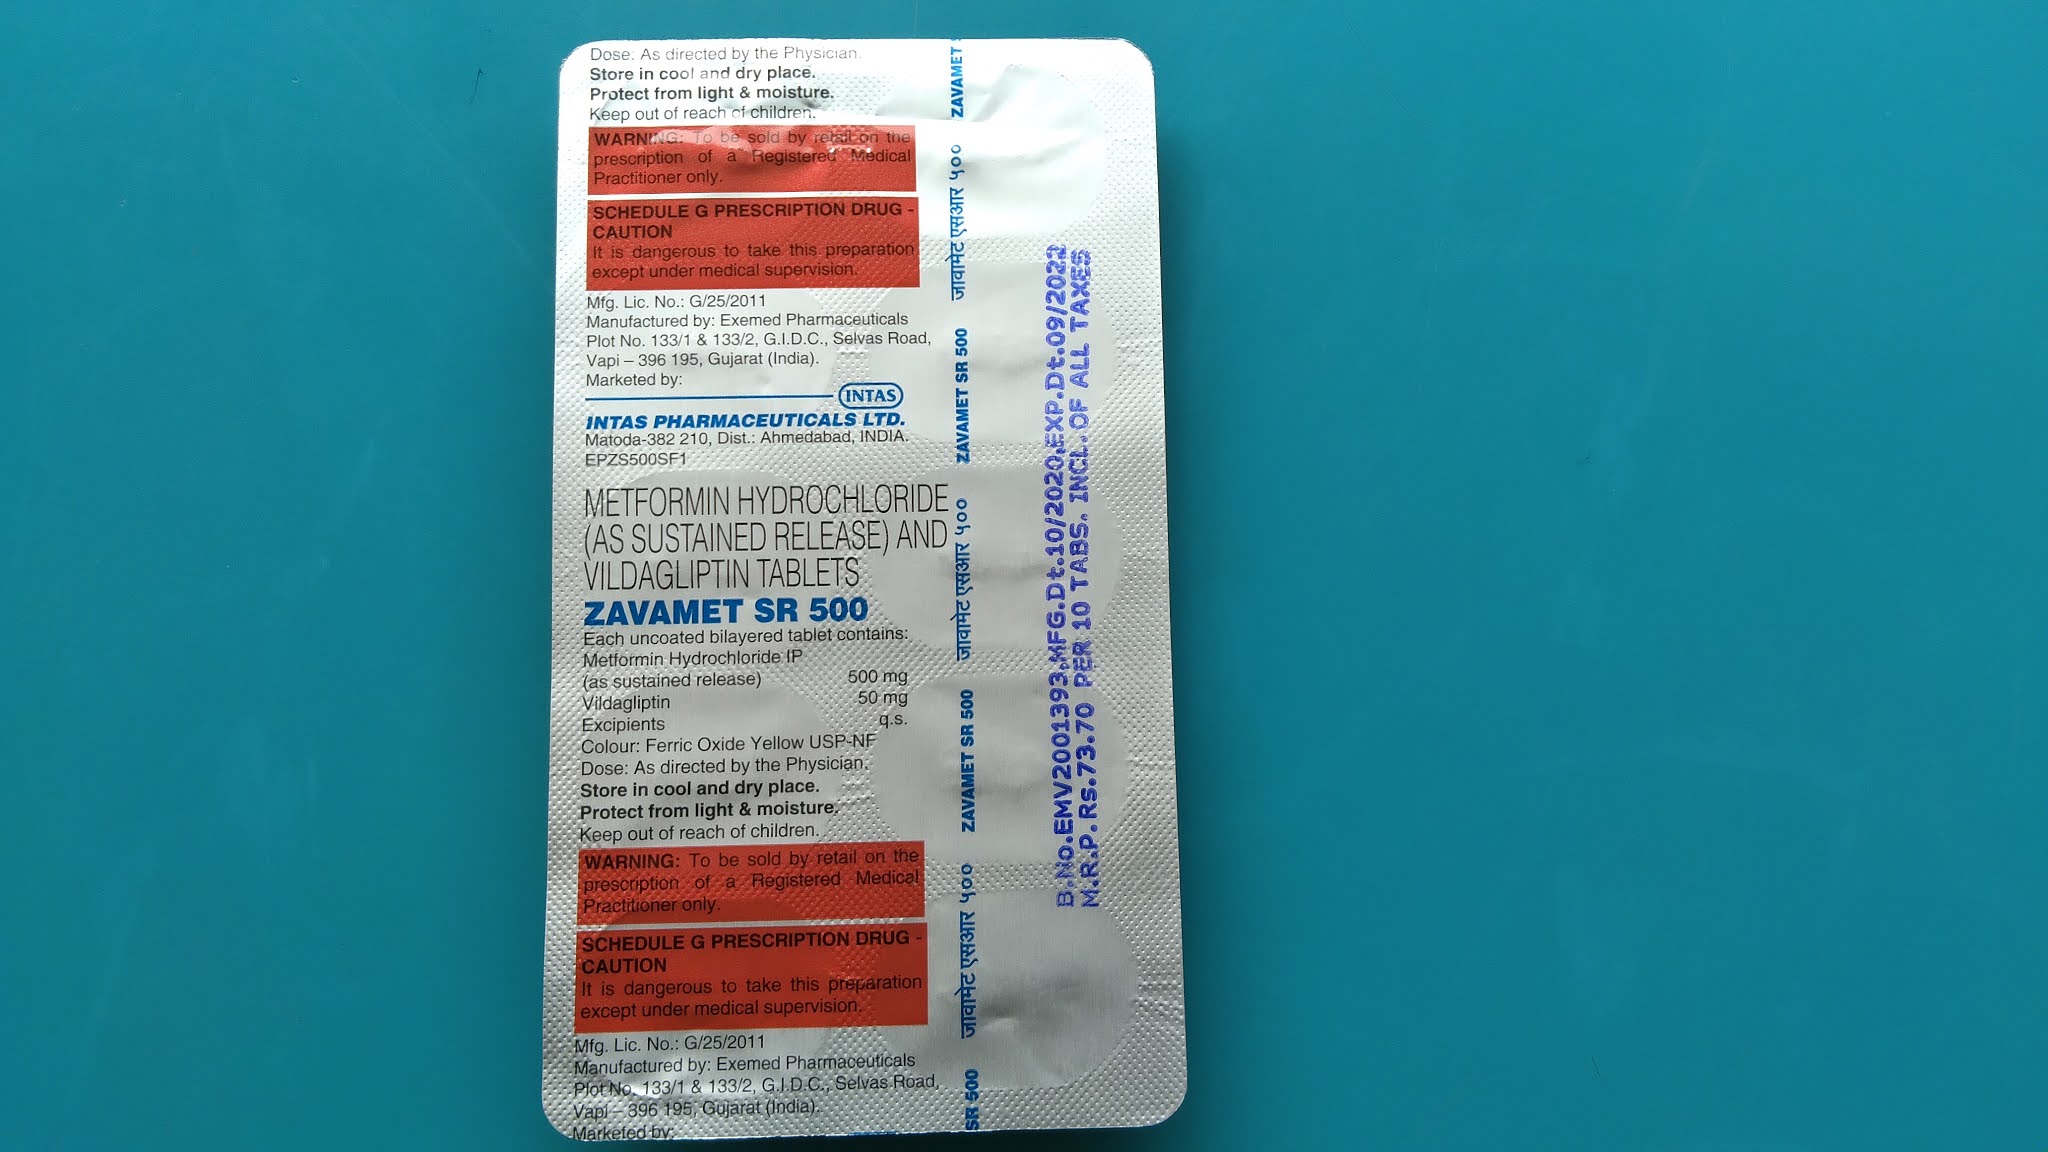 Dose: As directed by the Physician.
Store in cool and dry place.
Protect from light & moisture.
Keep out of reach of children.
WARNING: To be sold by retail on the
prescription of a Registered Medical
Practitioner only.
SCHEDULE G PRESCRIPTION DRUG -
CAUTION
It is dangerous to take this preparation
except under medical supervision.
Mfg. Lic. No.: G/25/2011
Manufactured by: Exemed Pharmaceuticals
Plot No. 133/1 & 133/2, G.I.D.C., Selvas Road,
Vapi – 396 195, Gujarat (India).
Marketed by:
INTAS
INTAS PHARMACEUTICALS LTD.
Matoda-382 210, Dist.: Ahmedabad, INDIA.
EPZS500SF1
METFORMIN HYDROCHLORIDE
(AS SUSTAINED RELEASE) AND
VILDAGLIPTIN TABLETS
ZAVAMET SR 500
Each uncoated bilayered tablet contains:
Metformin Hydrochloride IP
(as sustained release) 500 mg
Vildagliptin 50 mg
Excipients q.s.
Colour: Ferric Oxide Yellow USP-NF
Dose: As directed by the Physician.
Store in cool and dry place.
Protect from light & moisture.
Keep out of reach of children.
WARNING: To be sold by retail on the
prescription of a Registered Medical
Practitioner only.
SCHEDULE G PRESCRIPTION DRUG -
CAUTION
It is dangerous to take this preparation
except under medical supervision.
Mfg. Lic. No.: G/25/2011
Manufactured by: Exemed Pharmaceuticals
Plot No. 133/1 & 133/2, G.I.D.C., Selvas Road,
Vapi – 396 195, Gujarat (India).
Marketed by:
ZAVAMET
जावामेट एसआर ५००
ZAVAMET SR 500
जावामेट एसआर ५००
ZAVAMET SR 500
जावामेट एसआर ५००
SR 500
B.No.EMV2001393.MFG.Dt.10/2020.EXP.Dt.09/2022
M.R.P.Rs.73.70 PER 10 TABS. INCL.OF ALL TAXES